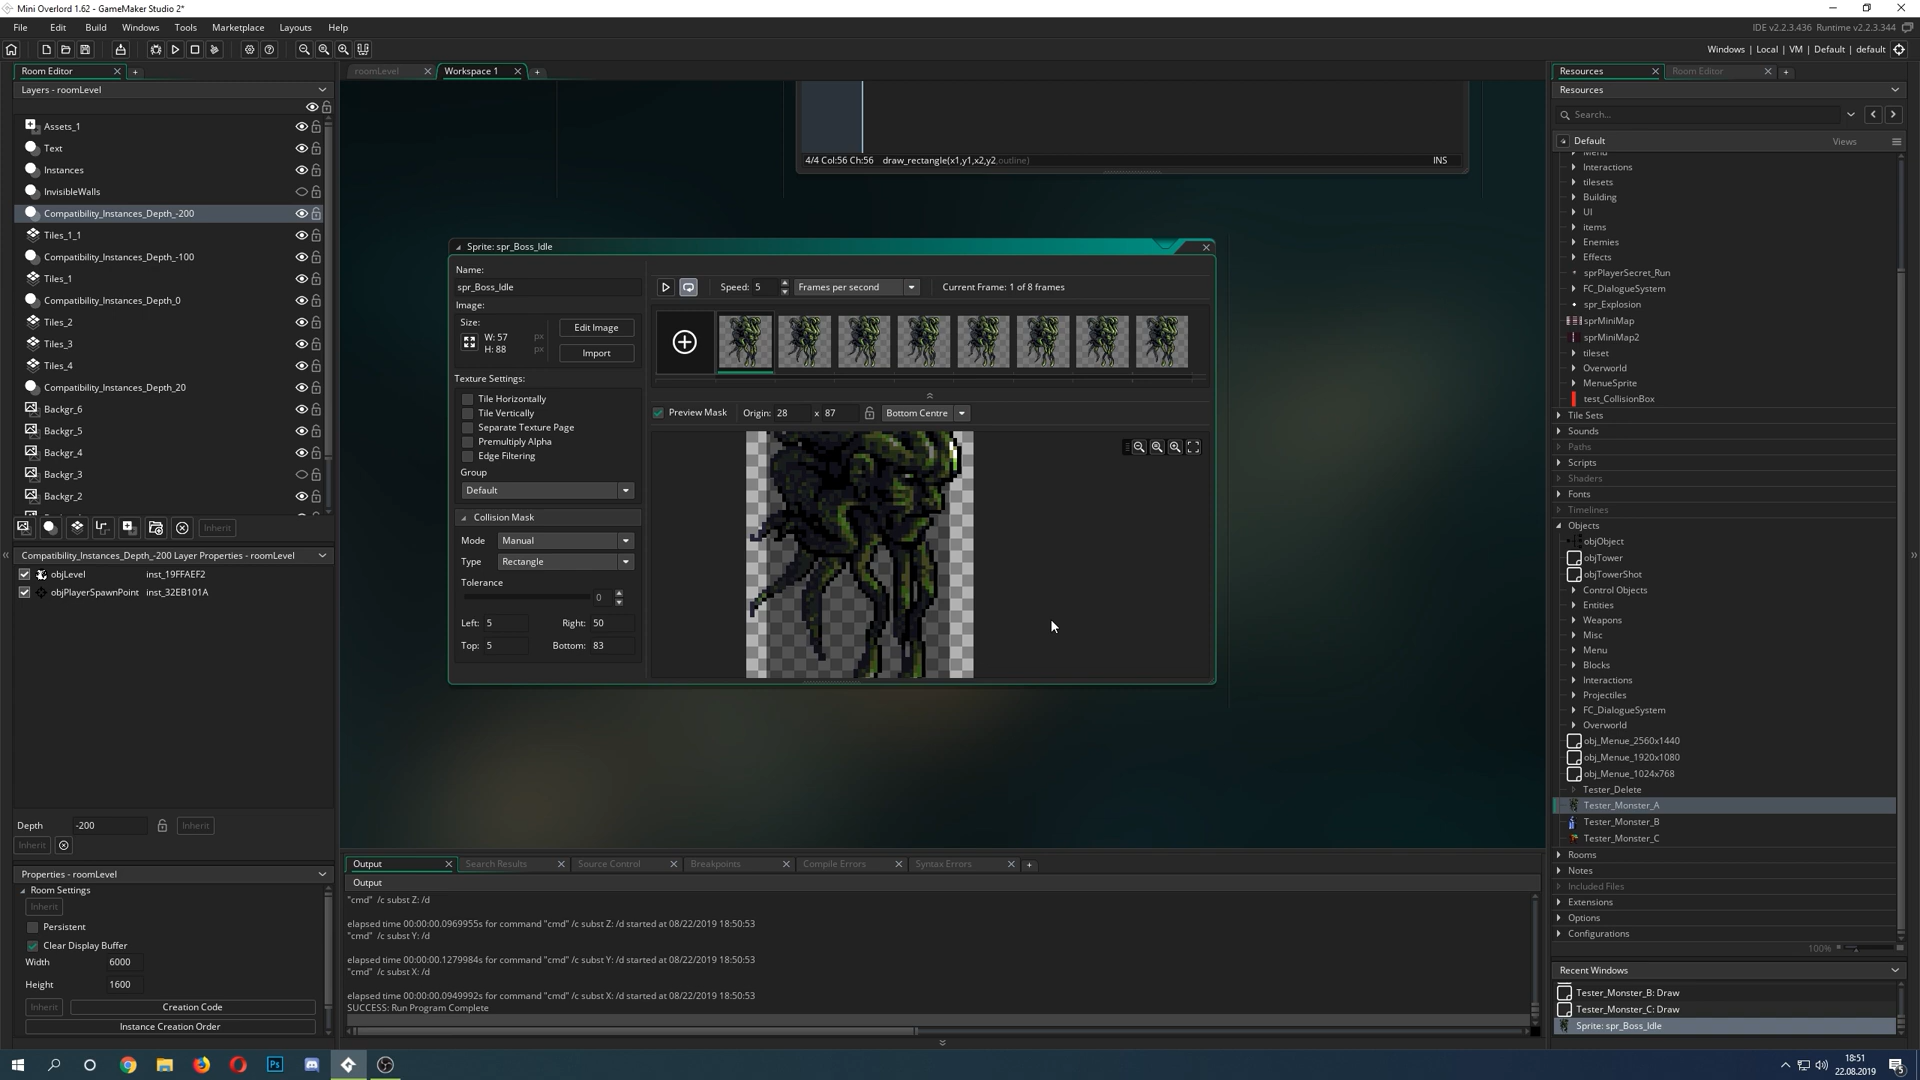 Mini Overlord 1.62 - GameMaker Studio 2*
File Edit Build Windows Tools Marketplace Layouts Help
IDE v2.2.3.436 Runtime v2.2.3.344
Windows | Local | VM | Default | default
Room Editor
Layers - roomLevel
Assets_1
Text
Instances
InvisibleWalls
Compatibility_Instances_Depth_-200
Tiles_1_1
Compatibility_Instances_Depth_-100
Tiles_1
Compatibility_Instances_Depth_0
Tiles_2
Tiles_3
Tiles_4
Compatibility_Instances_Depth_20
Backgr_6
Backgr_5
Backgr_4
Backgr_3
Backgr_2
Inherit
Compatibility_Instances_Depth_-200 Layer Properties - roomLevel
objLevel inst_19FFAEF2
objPlayerSpawnPoint inst_32EB101A
Depth -200 Inherit
Inherit
Properties - roomLevel
Room Settings
Inherit
Persistent
Clear Display Buffer
Width 6000
Height 1600
Inherit Creation Code
Instance Creation Order
roomLevel Workspace 1
4/4 Col:56 Ch:56 draw_rectangle(x1,y1,x2,y2,outline) INS
Sprite: spr_Boss_Idle
Name:
spr_Boss_Idle
Image:
Size:
W: 57 px
H: 88 px
Edit Image
Import
Texture Settings:
Tile Horizontally
Tile Vertically
Separate Texture Page
Premultiply Alpha
Edge Filtering
Group
Default
Collision Mask
Mode Manual
Type Rectangle
Tolerance
0
Left: 5 Right: 50
Top: 5 Bottom: 83
Speed: 5 Frames per second Current Frame: 1 of 8 frames
Preview Mask Origin: 28 x 87 Bottom Centre
Output Search Results Source Control Breakpoints Compile Errors Syntax Errors
Output
"cmd" /c subst Z: /d
elapsed time 00:00:00.0969955s for command "cmd" /c subst Z: /d started at 08/22/2019 18:50:53
"cmd" /c subst Y: /d
elapsed time 00:00:00.1279984s for command "cmd" /c subst Y: /d started at 08/22/2019 18:50:53
"cmd" /c subst X: /d
elapsed time 00:00:00.0949992s for command "cmd" /c subst X: /d started at 08/22/2019 18:50:53
SUCCESS: Run Program Complete
Resources Room Editor
Resources
Search...
Default Views
Menu
Interactions
tilesets
Building
UI
items
Enemies
Effects
sprPlayerSecret_Run
FC_DialogueSystem
spr_Explosion
sprMiniMap
sprMiniMap2
tileset
Overworld
MenueSprite
test_CollisionBox
Tile Sets
Sounds
Paths
Scripts
Shaders
Fonts
Timelines
Objects
objObject
objTower
objTowerShot
Control Objects
Entities
Weapons
Misc
Menu
Blocks
Interactions
Projectiles
FC_DialogueSystem
Overworld
obj_Menue_2560x1440
obj_Menue_1920x1080
obj_Menue_1024x768
Tester_Delete
Tester_Monster_A
Tester_Monster_B
Tester_Monster_C
Rooms
Notes
Included Files
Extensions
Options
Configurations
100%
Recent Windows
Tester_Monster_B: Draw
Tester_Monster_C: Draw
Sprite: spr_Boss_Idle
Ps
18:51
22.08.2019
5